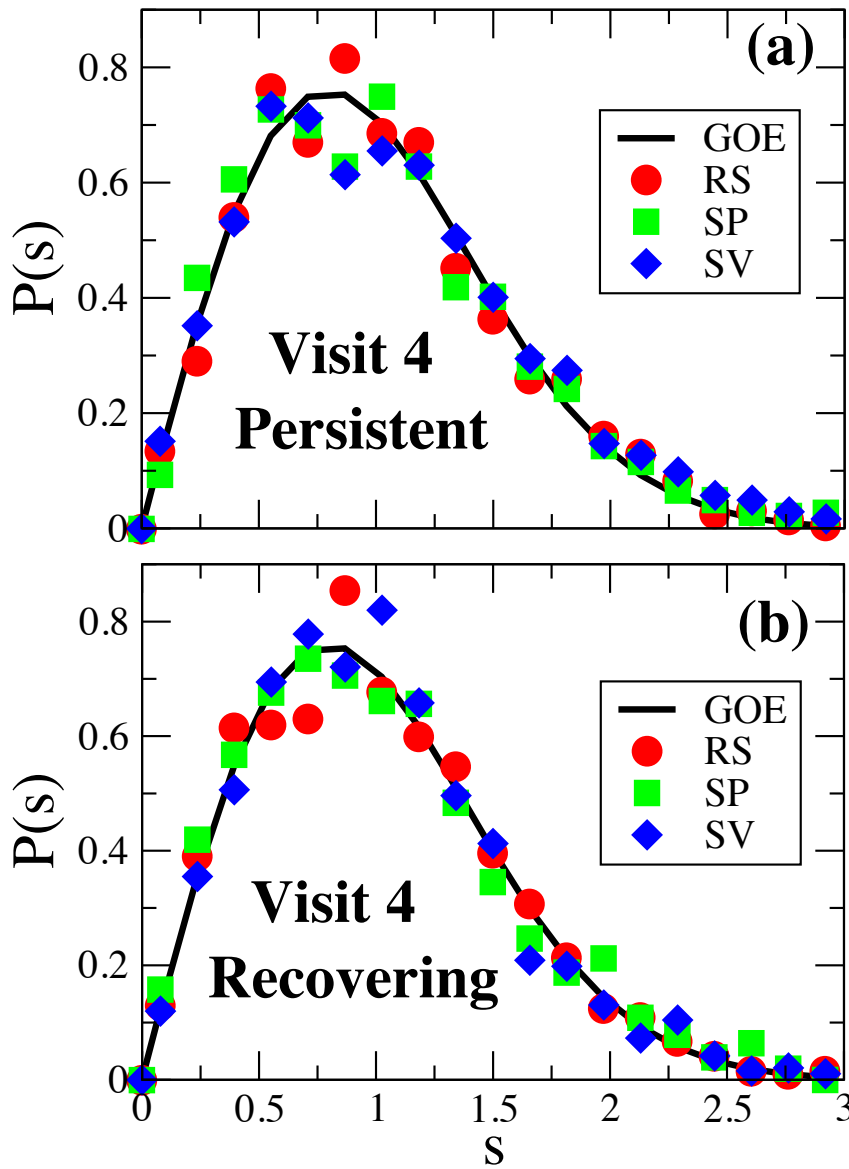 (a)
0.8
GOE
RS
SP
SV
0.6
P(s)
0.4
Visit 4
Persistent
0.2
0
(b)
0.8
GOE
RS
SP
SV
0.6
P(s)
0.4
Visit 4
Recovering
0.2
0
0 0.5 1 1.5 2 2.5 3
s